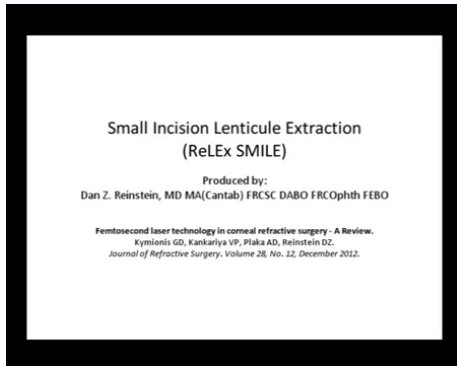 Small Incision Lenticule Extraction
(ReLEx SMILE)
Produced by:
Dan Z. Reinstein, MD MA(Cantab) FRCSC DABO FRCOphth FEBO
Femtosecond laser technology in corneal refractive surgery - A Review.
Kymionis GD, Kankariya VP, Plaka AD, Reinstein DZ.
Journal of Refractive Surgery. Volume 28, No. 12, December 2012.